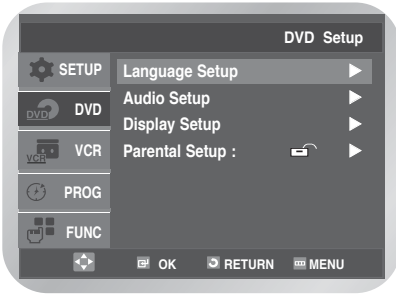 DVD Setup
SETUP
Language Setup
DVD
DVD
Audio Setup
Display Setup
VCR
VCR
Parental Setup :
PROG
FUNC
OK
RETURN
MENU